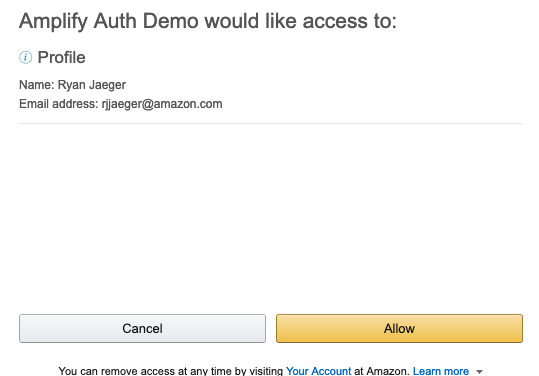 Amplify Auth Demo would like access to:
Profile
Name: Ryan Jaeger
Email address: rjjaeger@amazon.com
Cancel
Allow
You can remove access at any time by visiting Your Account at Amazon. Learn more